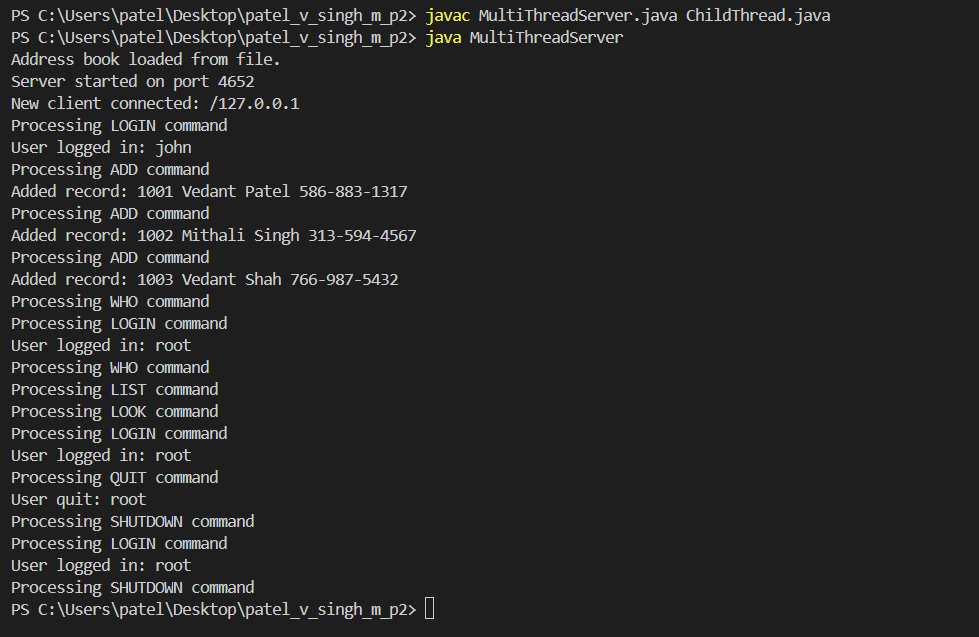 PS C:\Users\patel\Desktop\patel_v_singh_m_p2> javac MultiThreadServer.java ChildThread.java
PS C:\Users\patel\Desktop\patel_v_singh_m_p2> java MultiThreadServer
Address book loaded from file.
Server started on port 4652
New client connected: /127.0.0.1
Processing LOGIN command
User logged in: john
Processing ADD command
Added record: 1001 Vedant Patel 586-883-1317
Processing ADD command
Added record: 1002 Mithali Singh 313-594-4567
Processing ADD command
Added record: 1003 Vedant Shah 766-987-5432
Processing WHO command
Processing LOGIN command
User logged in: root
Processing WHO command
Processing LIST command
Processing LOOK command
Processing LOGIN command
User logged in: root
Processing QUIT command
User quit: root
Processing SHUTDOWN command
Processing LOGIN command
User logged in: root
Processing SHUTDOWN command
PS C:\Users\patel\Desktop\patel_v_singh_m_p2>